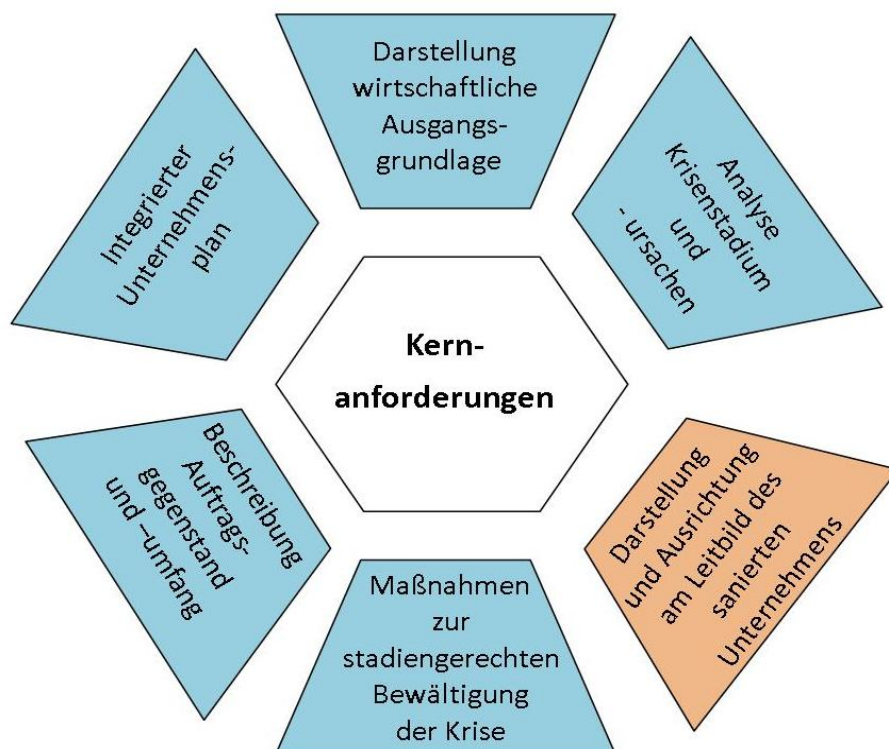 Darstellung
wirtschaftliche
Ausgangs-
grundlage
Analyse
Krisenstadium
und
- ursachen
Darstellung
und Ausrichtung
am Leitbild des
sanierten
Unternehmens
Maßnahmen
zur
stadiengerechten
Bewältigung
der Krise
Beschreibung
Auftrags-
gegenstand
und –umfang
Integrierter
Unternehmens-
plan
Kern-
anforderungen